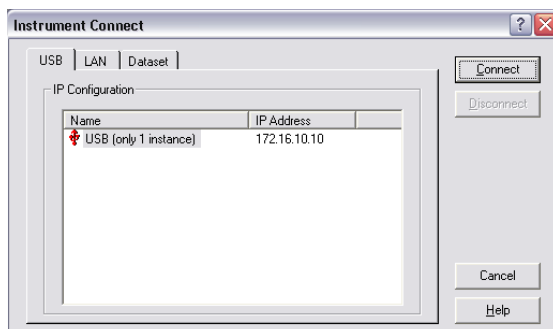 Instrument Connect
USB LAN Dataset
Connect
IP Configuration
Disconnect
Name IP Address
USB (only 1 instance) 172.16.10.10
Cancel
Help